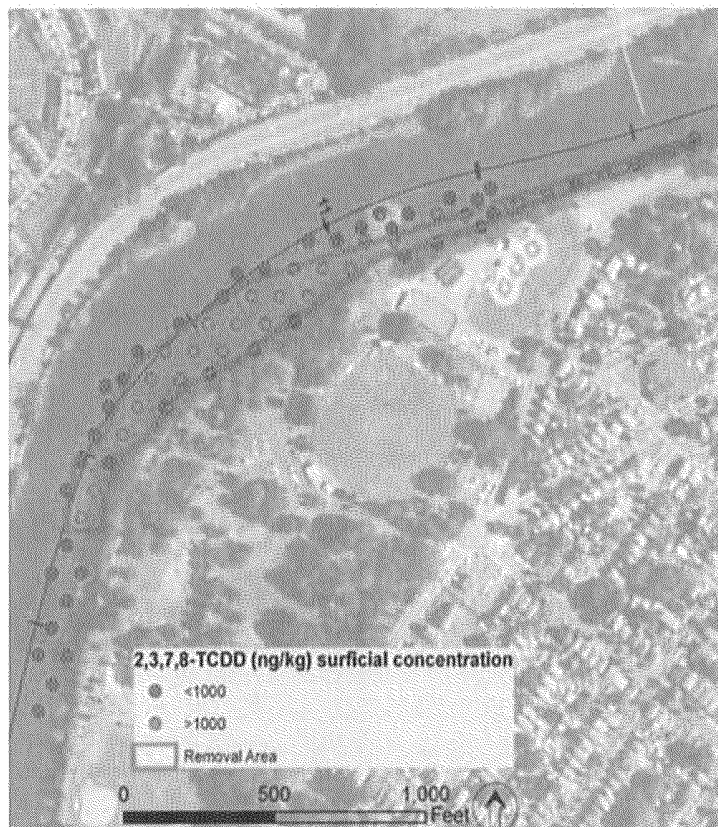 2,3,7,8-TCDD (ng/kg) surficial concentration
<1000
>1000
Removal Area
0 500 1,000
Feet